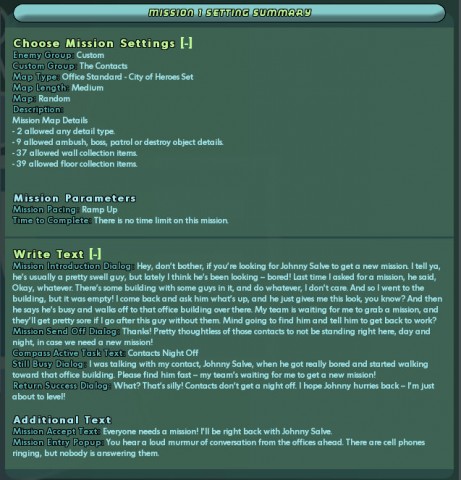 MISSION 1 SETTING SUMMARY
Choose Mission Settings [-]
Enemy Group: Custom
Custom Group: The Contacts
Map Type: Office Standard - City of Heroes Set
Map Length: Medium
Map: Random
Description:
Mission Map Details
- 2 allowed any detail type.
- 9 allowed ambush, boss, patrol or destroy object details.
- 37 allowed wall collection items.
- 39 allowed floor collection items.
Mission Parameters
Mission Pacing: Ramp Up
Time to Complete: There is no time limit on this mission.
Write Text [-]
Mission Introduction Dialog: Hey, don't bother, if you're looking for Johnny Salve to get a new mission. I tell ya,
he's usually a pretty swell guy, but lately I think he's been looking – bored! Last time I asked for a mission, he said,
Okay, whatever. There's some building with some guys in it, and do whatever, I don't care. And so I went to the
building, but it was empty! I come back and ask him what's up, and he just gives me this look, you know? And then
he says he's busy and walks off to that office building over there. My team is waiting for me to grab a mission, and
they'll get pretty sore if I go after this guy without them. Mind going to find him and tell him to get back to work?
Mission Send Off Dialog: Thanks! Pretty thoughtless of those contacts to not be standing right here, day and
night, in case we need a new mission!
Compass Active Task Text: Contacts Night Off
Still Busy Dialog: I was talking with my contact, Johnny Salve, when he got really bored and started walking
toward that office building. Please find him fast – my team's waiting for me to get a new mission!
Return Success Dialog: What? That's silly! Contacts don't get a night off. I hope Johnny hurries back – I'm just
about to level!
Additional Text
Mission Accept Text: Everyone needs a mission! I'll be right back with Johnny Salve.
Mission Entry Popup: You hear a loud murmur of conversation from the offices ahead. There are cell phones
ringing, but nobody is answering them.